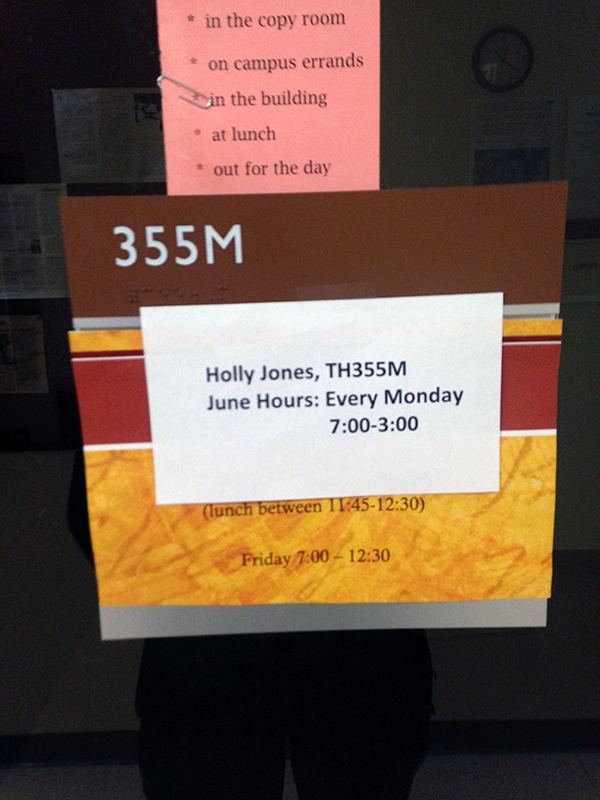 * in the copy room
* on campus errands
* in the building
* at lunch
* out for the day
355M
Holly Jones, TH355M
June Hours: Every Monday
7:00-3:00
(lunch between 11:45-12:30)
Friday 7:00 – 12:30